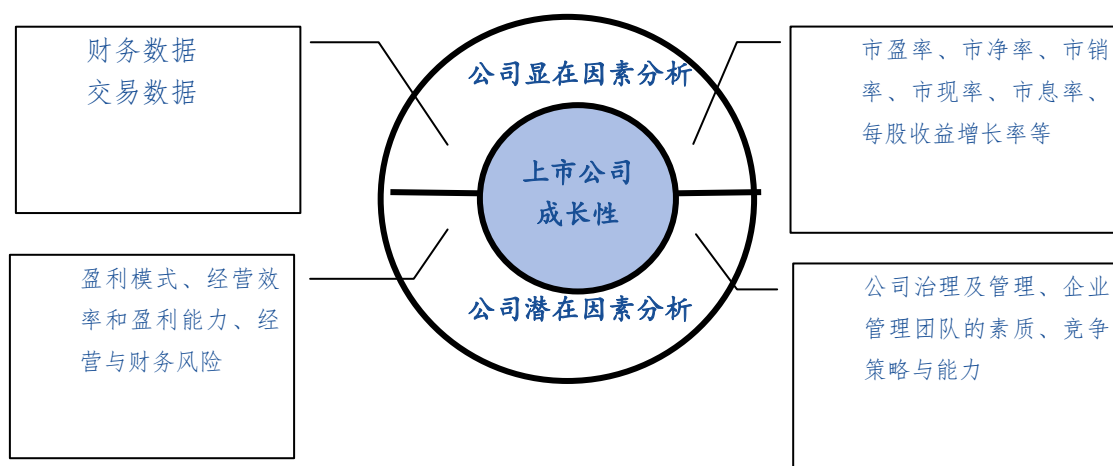 财务数据
交易数据
公司显在因素分析
市盈率、市净率、市销
率、市现率、市息率、
每股收益增长率等
上市公司
成长性
盈利模式、经营效
率和盈利能力、经
营与财务风险
公司潜在因素分析
公司治理及管理、企业
管理团队的素质、竞争
策略与能力